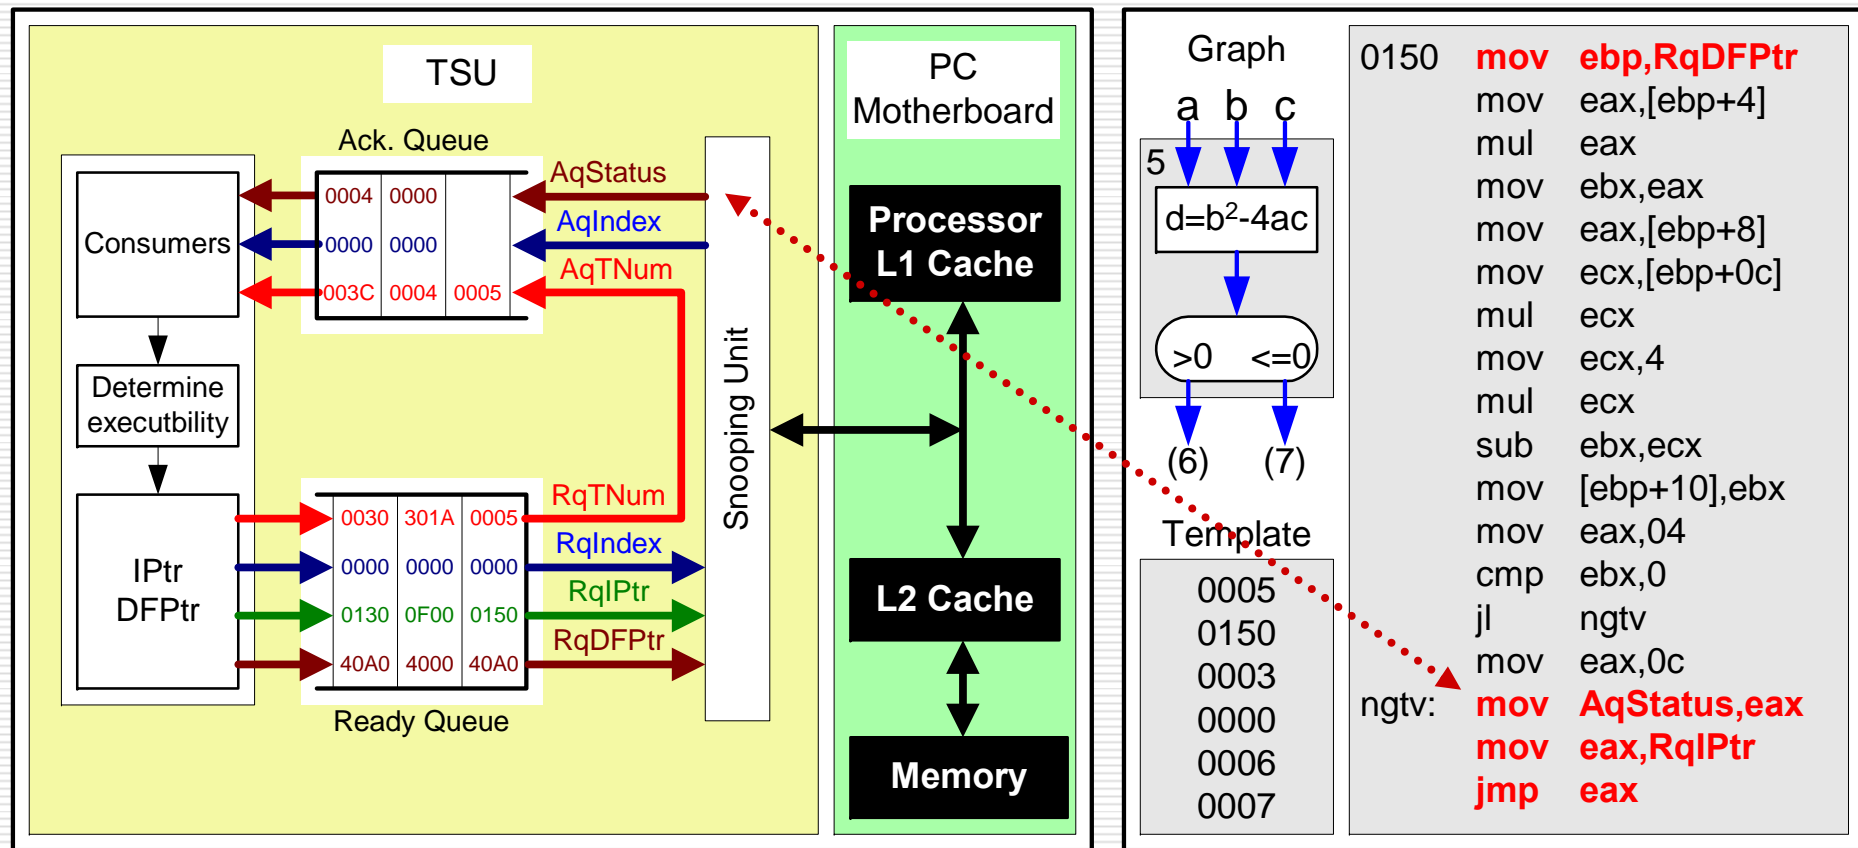 TSU
Ack. Queue
Consumers
0004 0000
0000 0000
003C 0004 0005
AqStatus
AqIndex
AqTNum
Determine
executbility
IPtr
DFPtr
0030 301A 0005
0000 0000 0000
0130 0F00 0150
40A0 4000 40A0
RqTNum
RqIndex
RqIPtr
RqDFPtr
Ready Queue
Snooping Unit
PC
Motherboard
Processor
L1 Cache
L2 Cache
Memory
Graph
a b c
5
d=b²-4ac
>0 <=0
(6) (7)
Template
0005
0150
0003
0000
0006
0007
0150 mov ebp,RqDFPtr
mov eax,[ebp+4]
mul eax
mov ebx,eax
mov eax,[ebp+8]
mov ecx,[ebp+0c]
mul ecx
mov ecx,4
mul ecx
sub ebx,ecx
mov [ebp+10],ebx
mov eax,04
cmp ebx,0
jl ngtv
mov eax,0c
ngtv: mov AqStatus,eax
mov eax,RqIPtr
jmp eax